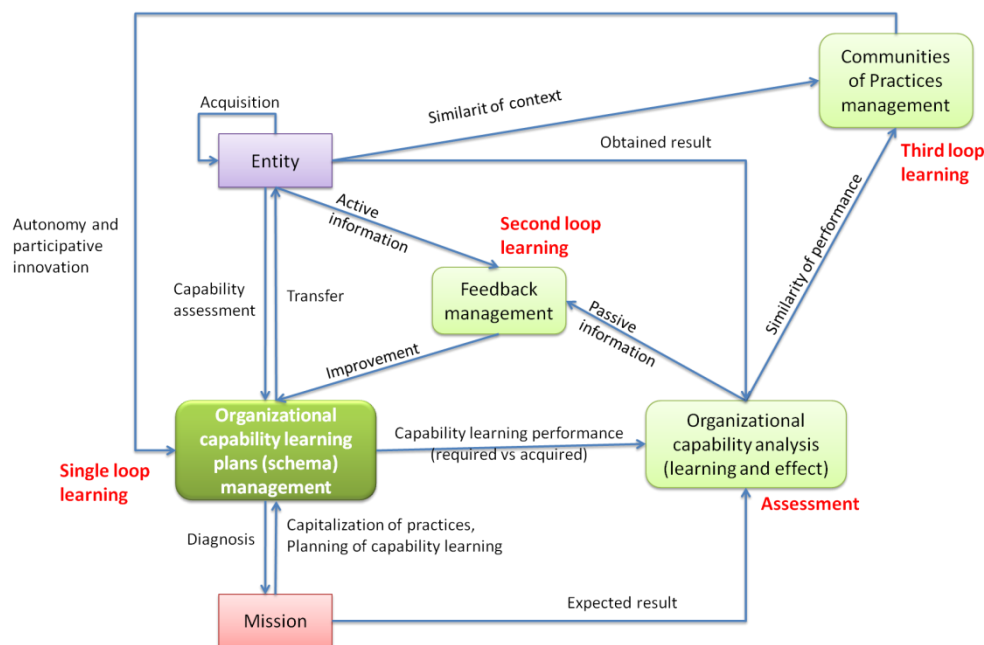 Communities
of Practices
management
Acquisition
Similarit of context
Obtained result
Entity
Third loop
learning
Autonomy and
participative
innovation
Active
information
Second loop
learning
Similarity of performance
Capability
assessment
Transfer
Feedback
management
Passive
information
Improvement
Organizational
capability learning
plans (schema)
management
Capability learning performance
(required vs acquired)
Organizational
capability analysis
(learning and effect)
Single loop
learning
Assessment
Diagnosis
Capitalization of practices,
Planning of capability learning
Mission
Expected result